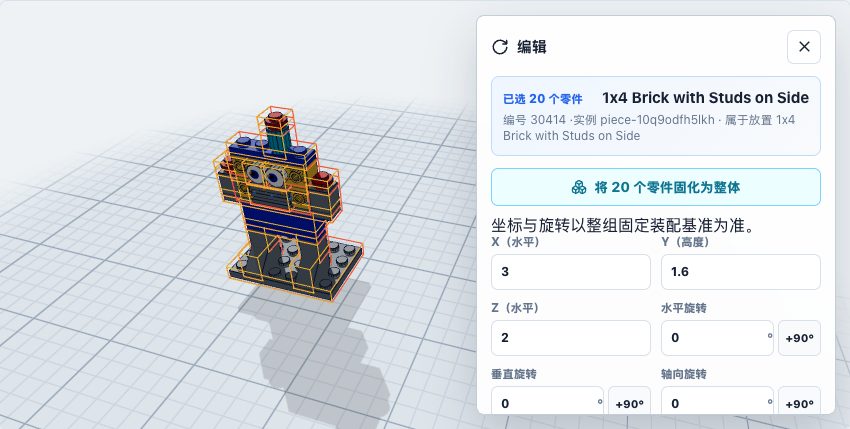 编辑
已选 20 个零件 1x4 Brick with Studs on Side
编号 30414 ·实例 piece-10q9odfh5lkh · 属于放置 1x4
Brick with Studs on Side
将 20 个零件固化为整体
坐标与旋转以整组固定装配基准为准。
X（水平） Y（高度）
3 1.6
Z（水平） 水平旋转
2 0 ° +90°
垂直旋转 轴向旋转
0 ° +90° 0 ° +90°